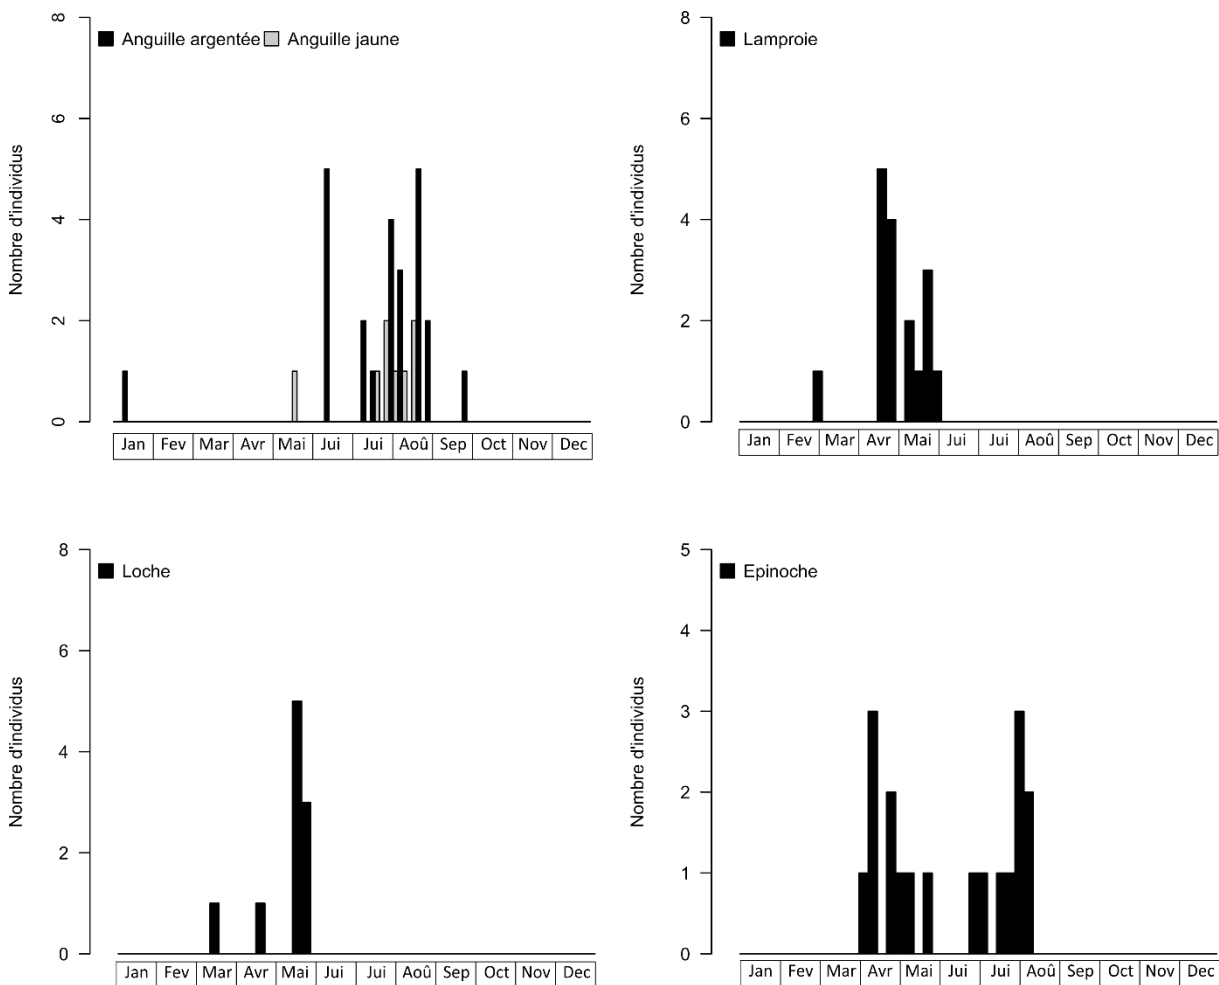 8
6
4
2
0
Nombre d'individus
Anguille argentée Anguille jaune
Jan Fev Mar Avr Mai Jui Jui Aoû Sep Oct Nov Dec
8
6
4
2
0
Nombre d'individus
Lamproie
Jan Fev Mar Avr Mai Jui Jui Aoû Sep Oct Nov Dec
8
6
4
2
0
Nombre d'individus
Loche
Jan Fev Mar Avr Mai Jui Jui Aoû Sep Oct Nov Dec
5
4
3
2
1
0
Nombre d'individus
Epinoche
Jan Fev Mar Avr Mai Jui Jui Aoû Sep Oct Nov Dec